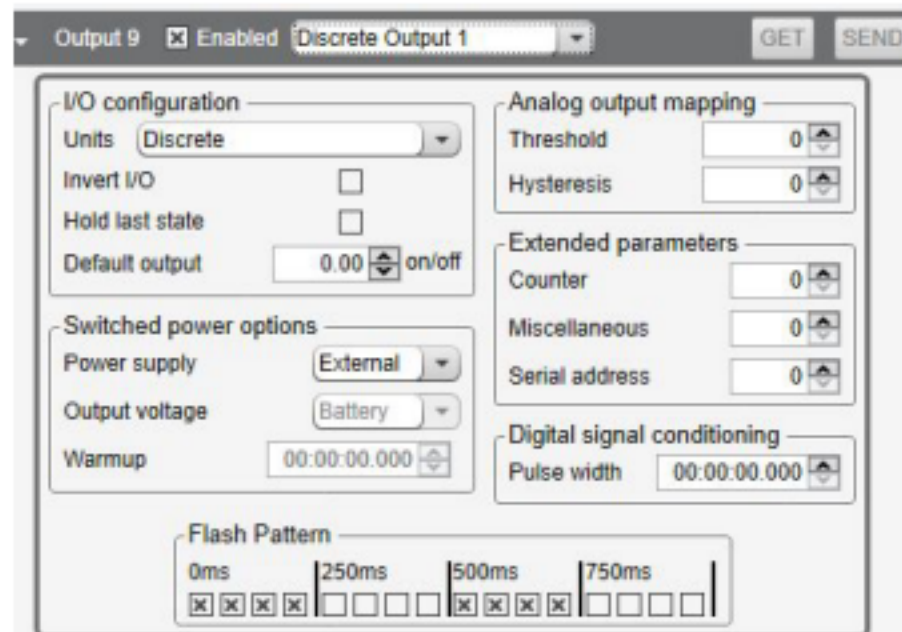 Output 9 Enabled Discrete Output 1 GET SEND
I/O configuration
Units Discrete
Invert I/O
Hold last state
Default output 0.00 on/off
Switched power options
Power supply External
Output voltage Battery
Warmup 00:00:00.000
Analog output mapping
Threshold 0
Hysteresis 0
Extended parameters
Counter 0
Miscellaneous 0
Serial address 0
Digital signal conditioning
Pulse width 00:00:00.000
Flash Pattern
0ms 250ms 500ms 750ms